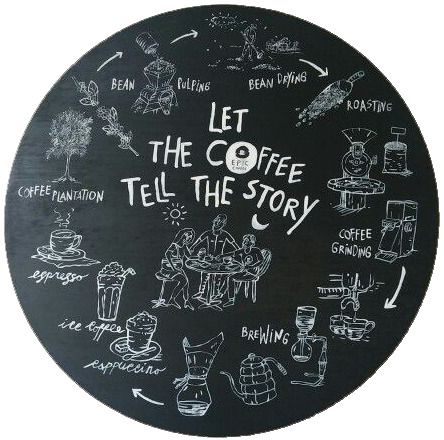 LET
THE COFFEE
TELL THE STORY
EPIC
BEAN PULPING
BEAN DRYING
ROASTING
COFFEE
GRINDING
BREWING
cappuccino
ice coffee
espresso
COFFEE PLANTATION